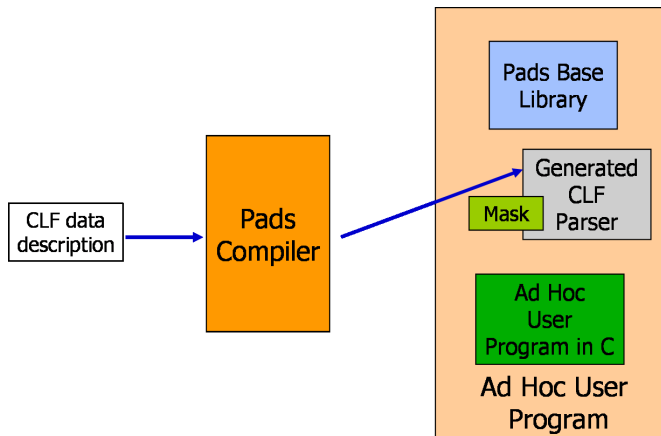 CLF data
description
Pads
Compiler
Pads Base
Library
Generated
CLF
Parser
Mask
Ad Hoc
User
Program in C
Ad Hoc User
Program